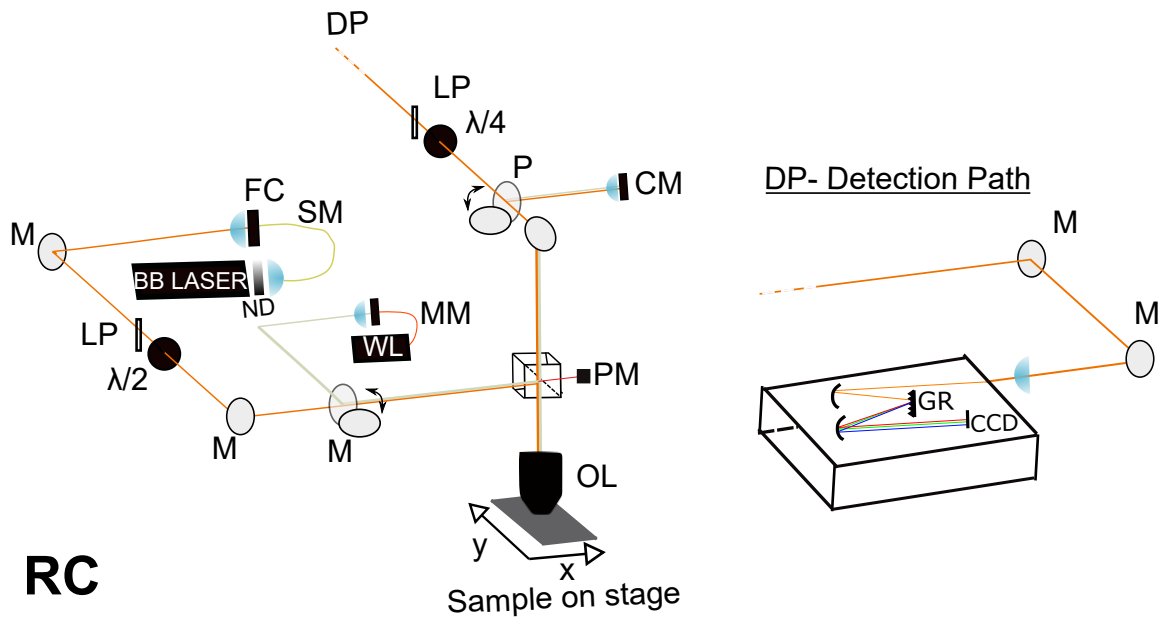 DP
LP
λ/4
P
CM
FC
SM
M
BB LASER
ND
LP
λ/2
M
MM
WL
M
PM
OL
y
x
Sample on stage
RC
DP- Detection Path
M
M
GR
CCD